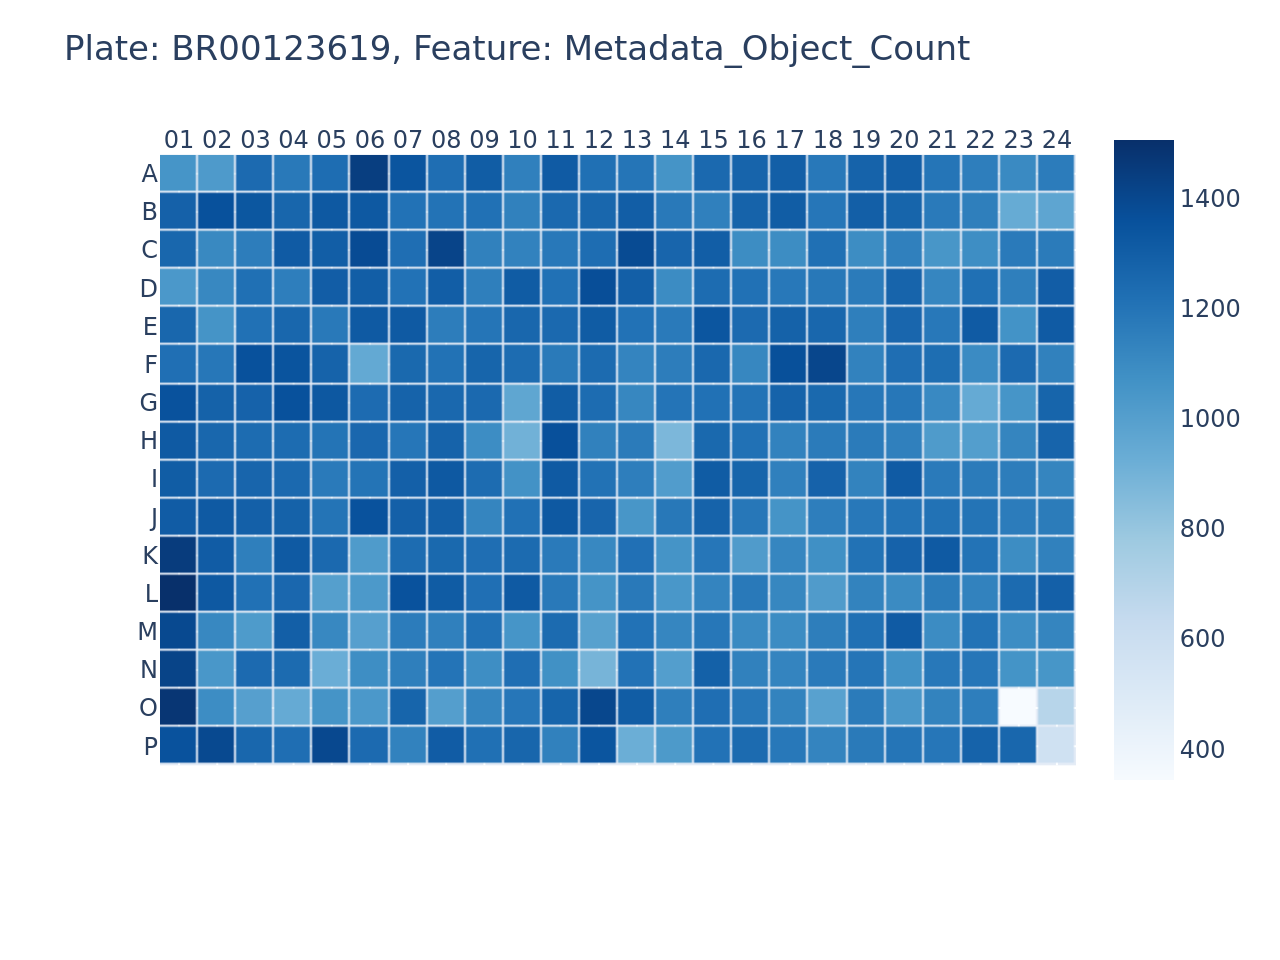 Plate: BR00123619, Feature: Metadata_Object_Count
01 02 03 04 05 06 07 08 09 10 11 12 13 14 15 16 17 18 19 20 21 22 23 24
A
B
C
D
E
F
G
H
I
J
K
L
M
N
O
P
1400
1200
1000
800
600
400